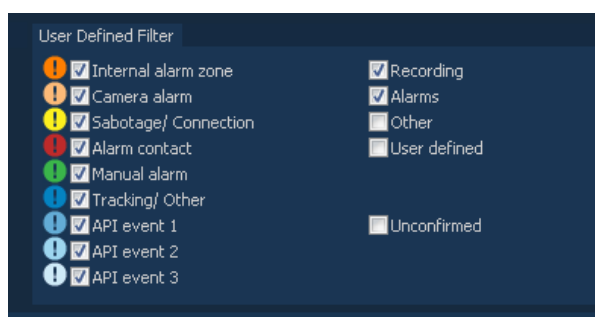 User Defined Filter
Internal alarm zone
Camera alarm
Sabotage/ Connection
Alarm contact
Manual alarm
Tracking/ Other
API event 1
API event 2
API event 3
Recording
Alarms
Other
User defined
Unconfirmed